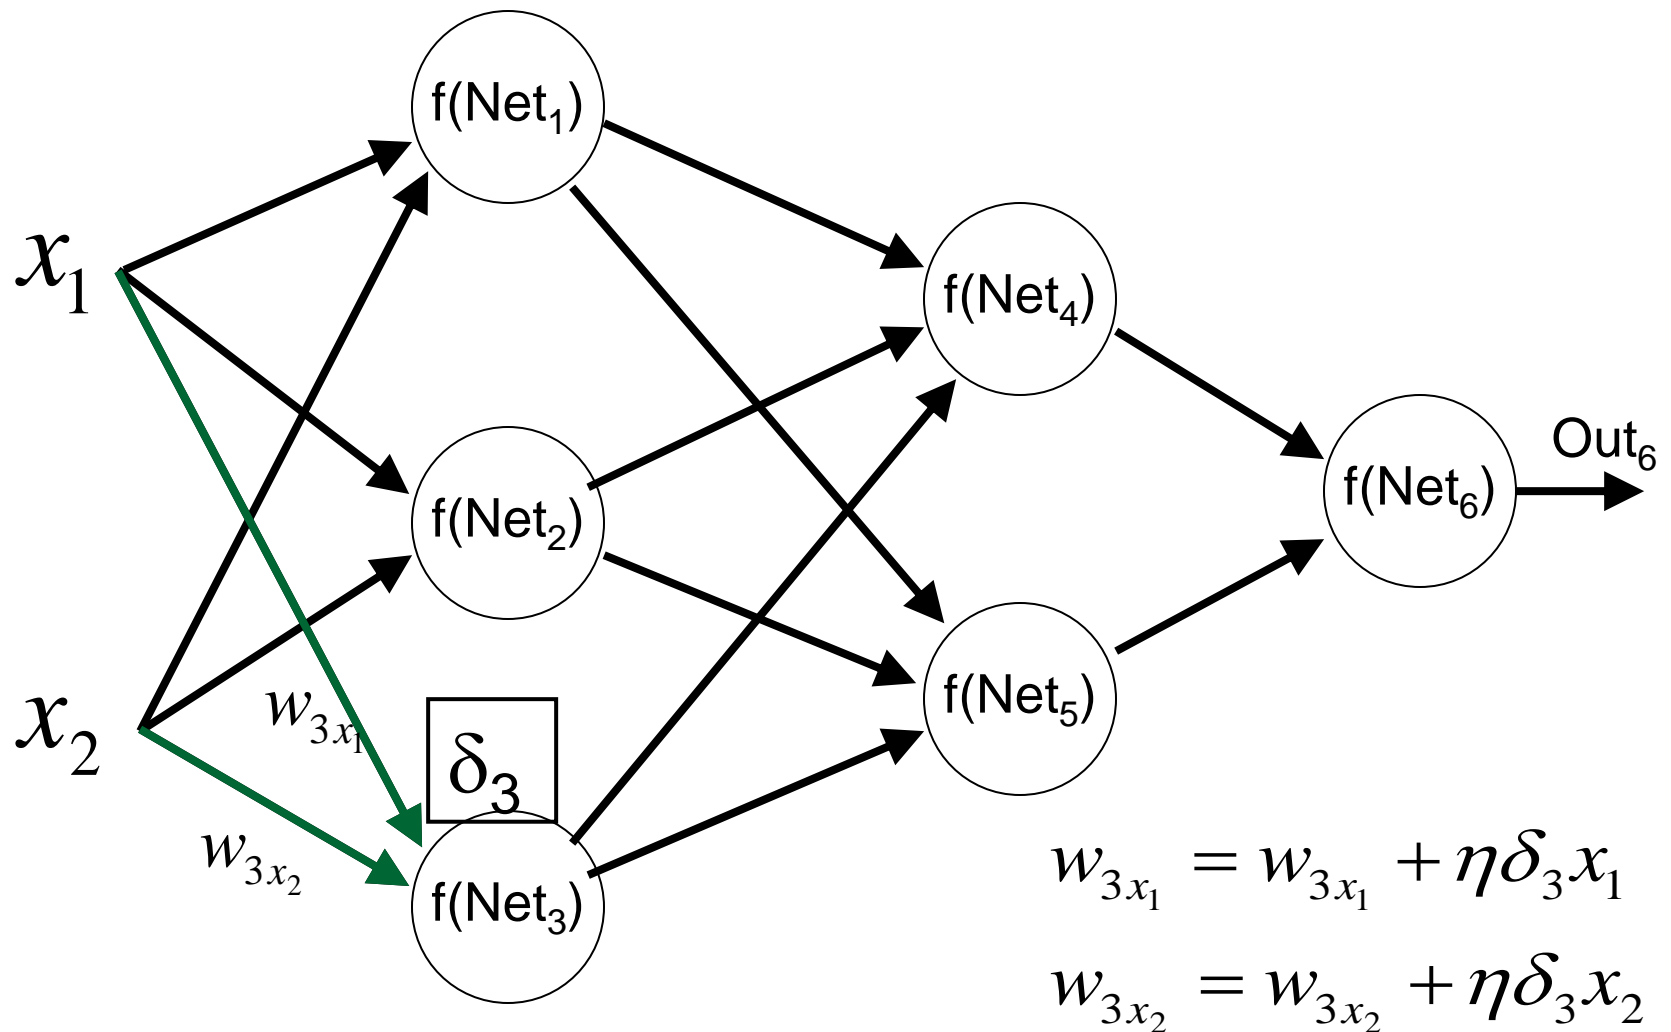 f(Net₁)
x₁
f(Net₄)
Out₆
f(Net₆)
f(Net₂)
f(Net₅)
x₂
w₃ₓ₁
δ₃
w₃ₓ₂
f(Net₃)
w₃ₓ₁ = w₃ₓ₁ + ηδ₃x₁
w₃ₓ₂ = w₃ₓ₂ + ηδ₃x₂